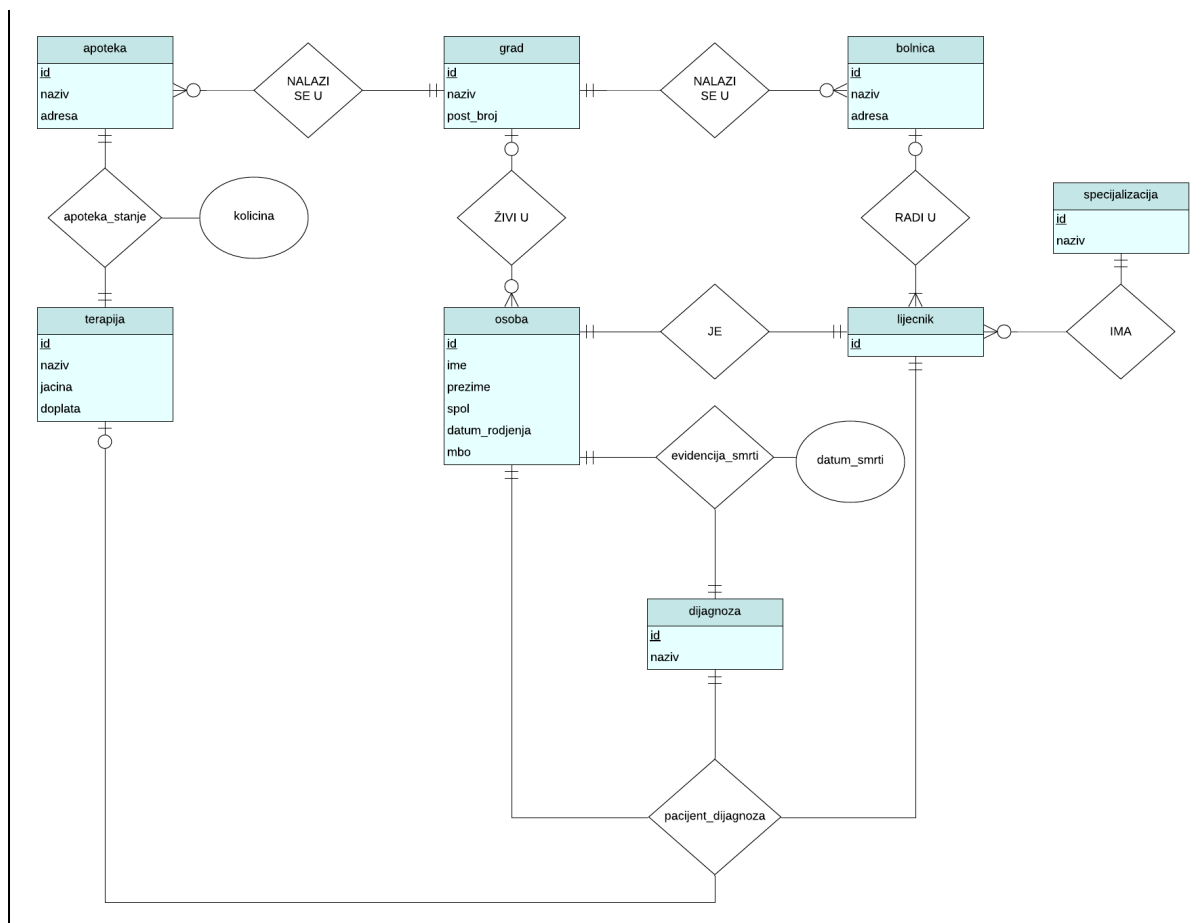 apoteka
id
naziv
adresa
NALAZI
SE U
grad
id
naziv
post_broj
NALAZI
SE U
bolnica
id
naziv
adresa
apoteka_stanje
kolicina
ŽIVI U
RADI U
specijalizacija
id
naziv
terapija
id
naziv
jacina
doplata
osoba
id
ime
prezime
spol
datum_rodjenja
mbo
JE
lijecnik
id
IMA
evidencija_smrti
datum_smrti
dijagnoza
id
naziv
pacijent_dijagnoza